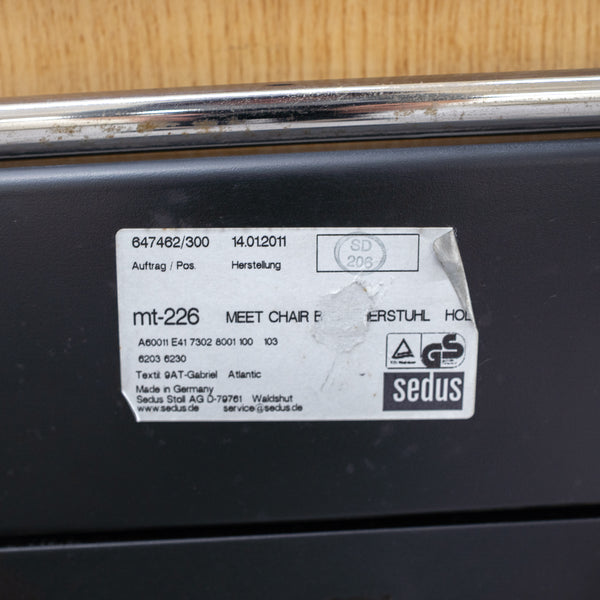 647462/300 14.01.2011 SD
Auftrag / Pos. Herstellung 206
mt-226 MEET CHAIR
A60011 E41 7302 8001 100 103
6203 6230
Textil 9AT-Gabriel Atlantic
Made in Germany
Sedus Stoll AG D-79761 Waldshut
www.sedus.de service@sedus.de
GS
sedus